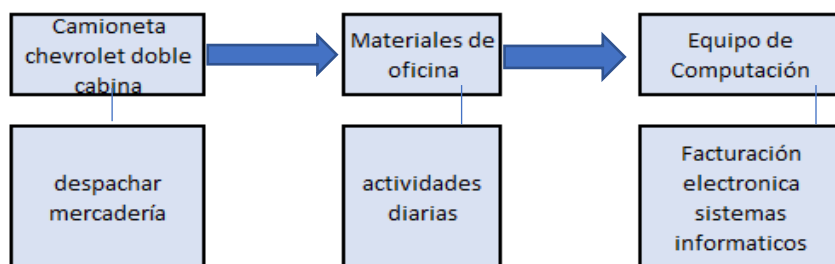 Camioneta
chevrolet doble
cabina
Materiales de
oficina
Equipo de
Computación
despachar
mercadería
actividades
diarias
Facturación
electronica
sistemas
informaticos